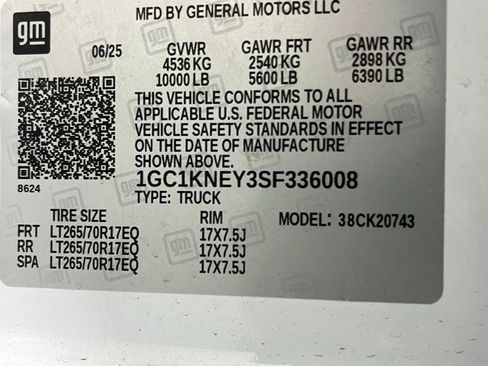 MFD BY GENERAL MOTORS LLC
gm
06/25 GVWR GAWR FRT GAWR RR
4536 KG 2540 KG 2898 KG
10000 LB 5600 LB 6390 LB
THIS VEHICLE CONFORMS TO ALL
APPLICABLE U.S. FEDERAL MOTOR
VEHICLE SAFETY STANDARDS IN EFFECT
ON THE DATE OF MANUFACTURE
SHOWN ABOVE.
8624
1GC1KNEY3SF336008
TYPE: TRUCK
TIRE SIZE RIM MODEL: 38CK20743
FRT LT265/70R17EQ 17X7.5J
RR LT265/70R17EQ 17X7.5J
SPA LT265/70R17EQ 17X7.5J